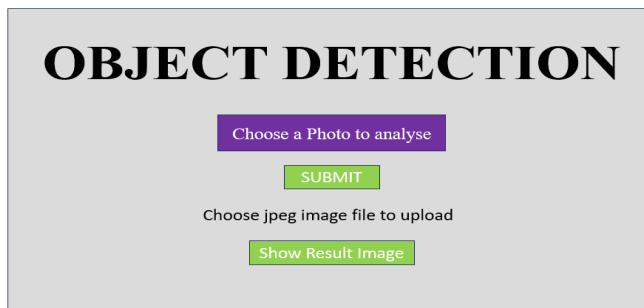 OBJECT DETECTION
Choose a Photo to analyse
SUBMIT
Choose jpeg image file to upload
Show Result Image